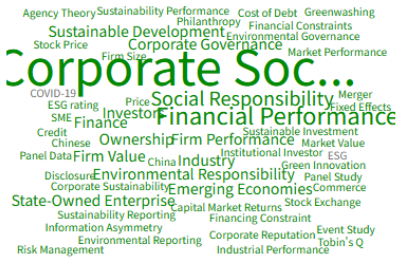 Agency Theory Sustainability Performance Cost of Debt Greenwashing
Philanthropy Financial Constraints
Sustainable Development Environmental Governance
Stock Price Corporate Governance Market Performance
Firm Size
Corporate Soc...
COVID-19 Price Social Responsibility Merger
ESG rating Investors Fixed Effects
SME Finance Financial Performance
Credit Sustainable Investment
Chinese Ownership Firm Performance Market Value
Panel Data Firm Value China Industry Institutional Investor ESG
Green Innovation
Disclosure Environmental Responsibility Panel Study
Corporate Sustainability Emerging Economies Commerce
State-Owned Enterprise Capital Market Returns Stock Exchange
Sustainability Reporting Financing Constraint
Information Asymmetry Corporate Reputation Event Study
Environmental Reporting Tobin's Q
Risk Management Industrial Performance